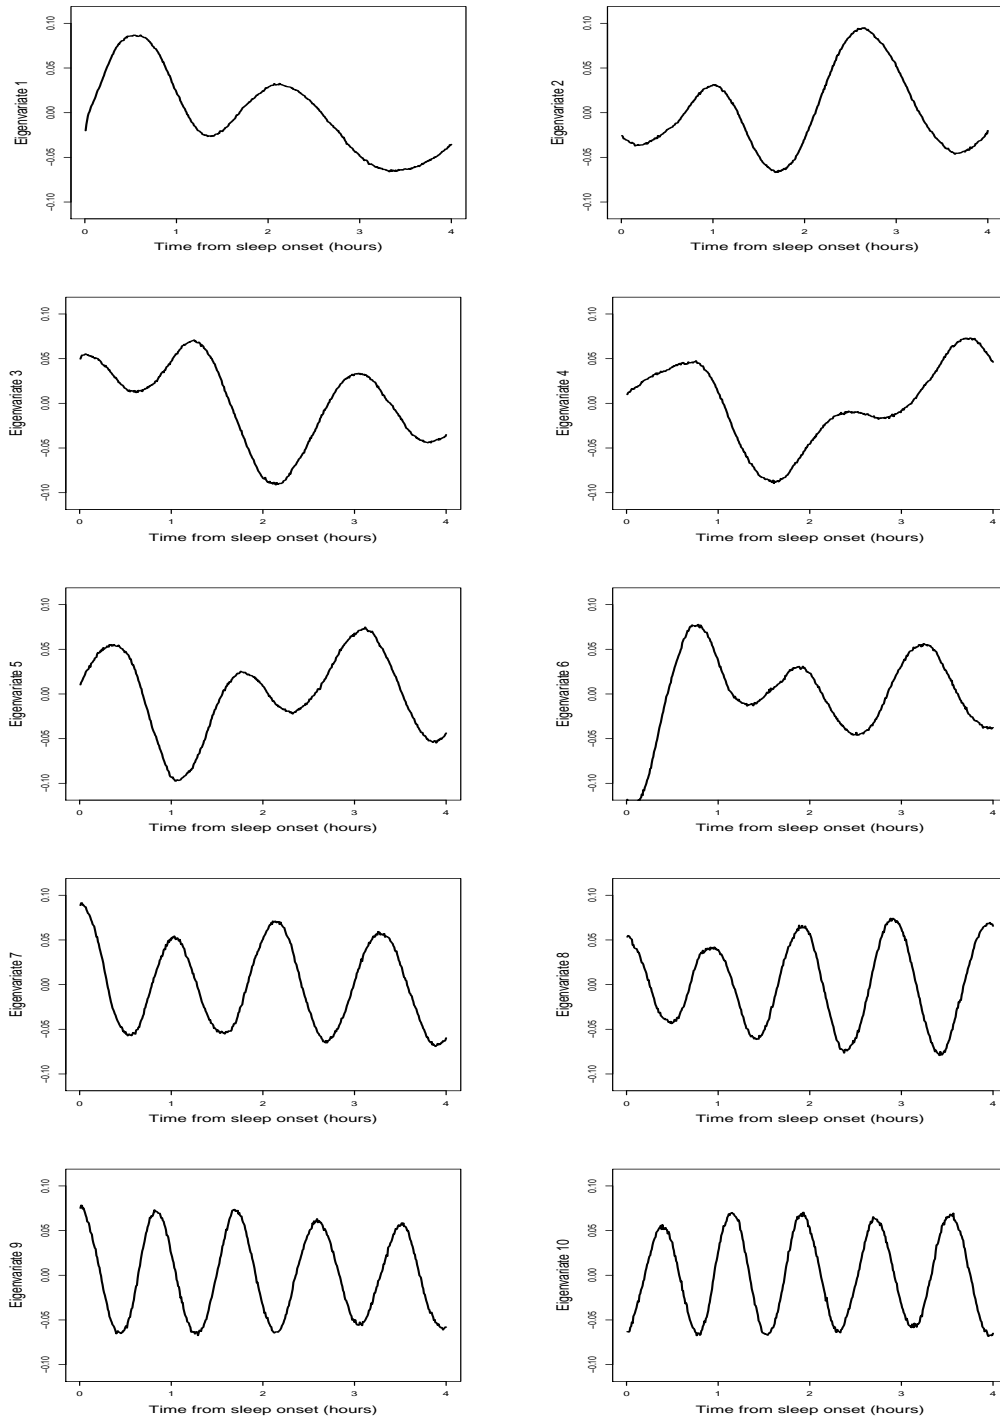 Eigenvariate 1
0.10
0.05
0.00
−0.05
−0.10
0 1 2 3 4
Time from sleep onset (hours)
Eigenvariate 2
0.10
0.05
0.00
−0.05
−0.10
0 1 2 3 4
Time from sleep onset (hours)
Eigenvariate 3
0.10
0.05
0.00
−0.05
−0.10
0 1 2 3 4
Time from sleep onset (hours)
Eigenvariate 4
0.10
0.05
0.00
−0.05
−0.10
0 1 2 3 4
Time from sleep onset (hours)
Eigenvariate 5
0.10
0.05
0.00
−0.05
−0.10
0 1 2 3 4
Time from sleep onset (hours)
Eigenvariate 6
0.10
0.05
0.00
−0.05
−0.10
0 1 2 3 4
Time from sleep onset (hours)
Eigenvariate 7
0.10
0.05
0.00
−0.05
−0.10
0 1 2 3 4
Time from sleep onset (hours)
Eigenvariate 8
0.10
0.05
0.00
−0.05
−0.10
0 1 2 3 4
Time from sleep onset (hours)
Eigenvariate 9
0.10
0.05
0.00
−0.05
−0.10
0 1 2 3 4
Time from sleep onset (hours)
Eigenvariate 10
0.10
0.05
0.00
−0.05
−0.10
0 1 2 3 4
Time from sleep onset (hours)